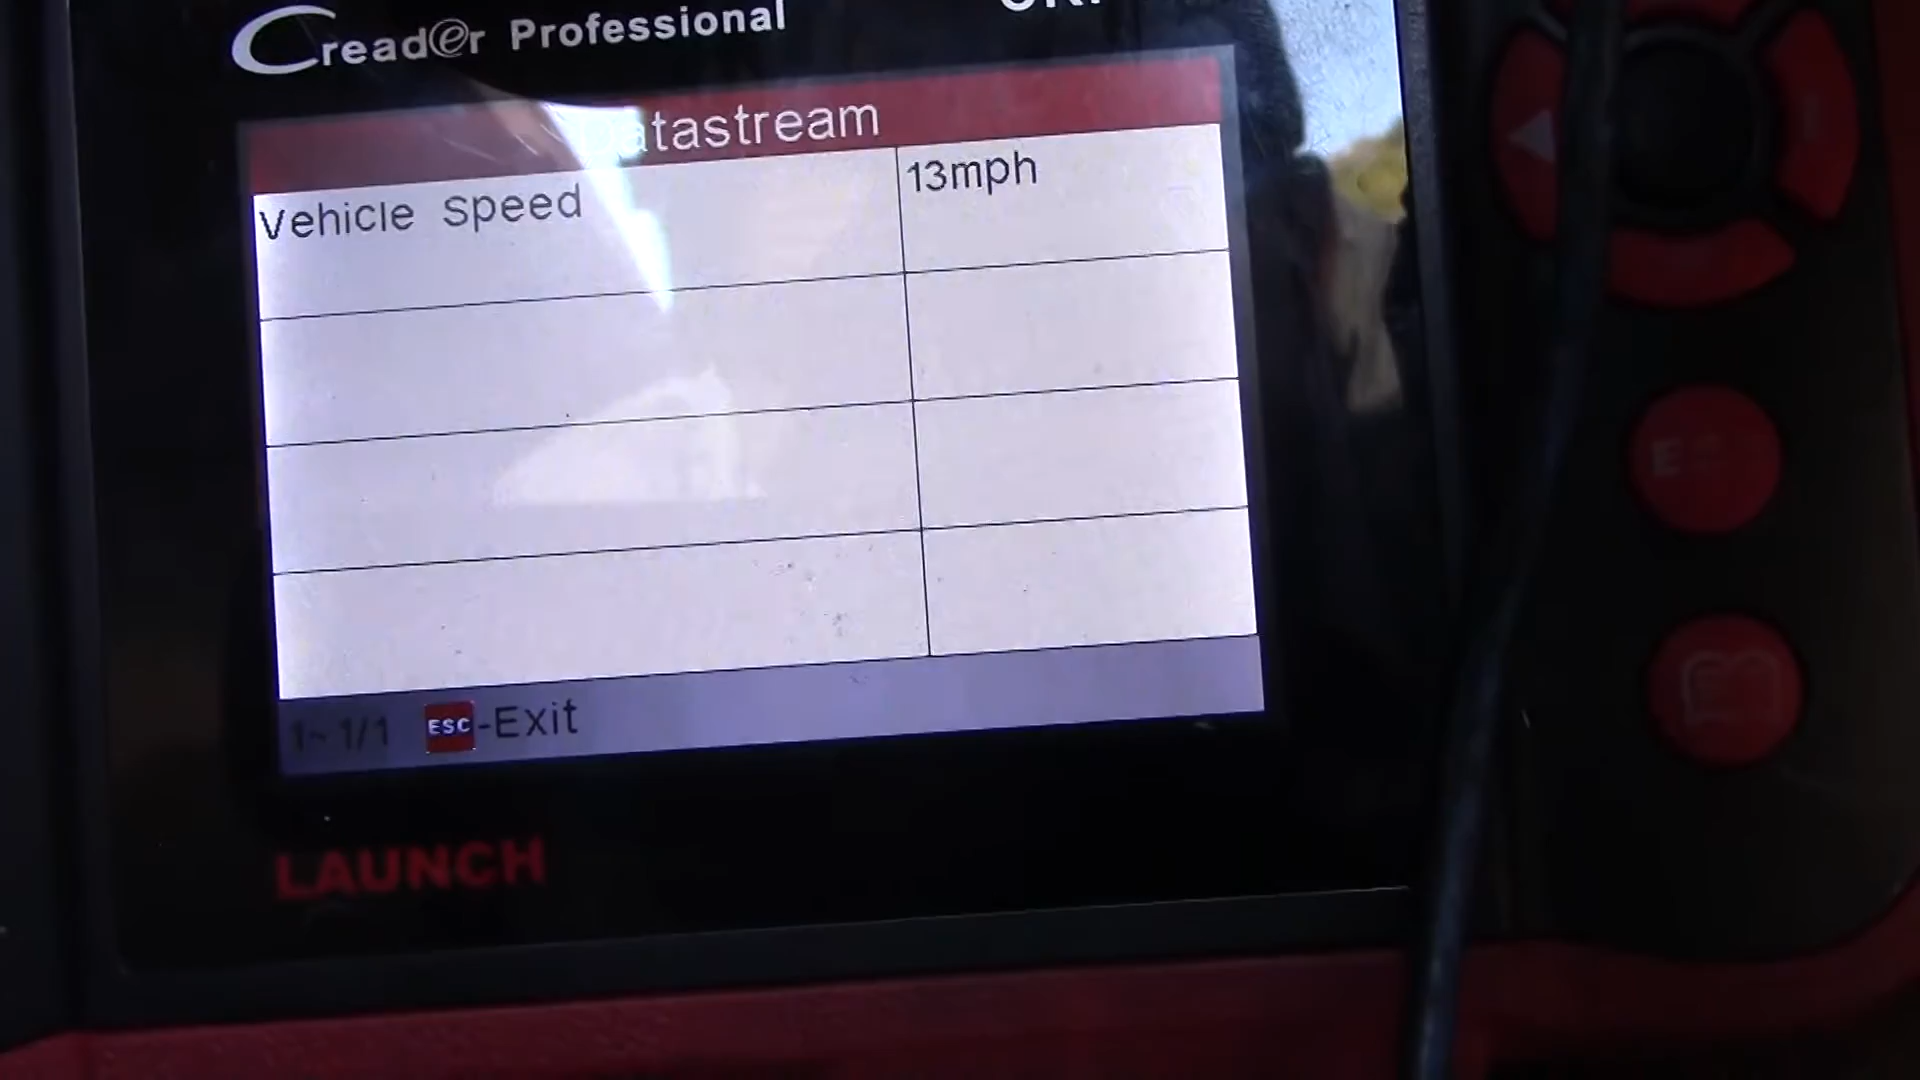 Creader Professional
Datastream
Vehicle speed 13mph
1~ 1/1 ESC -Exit
LAUNCH